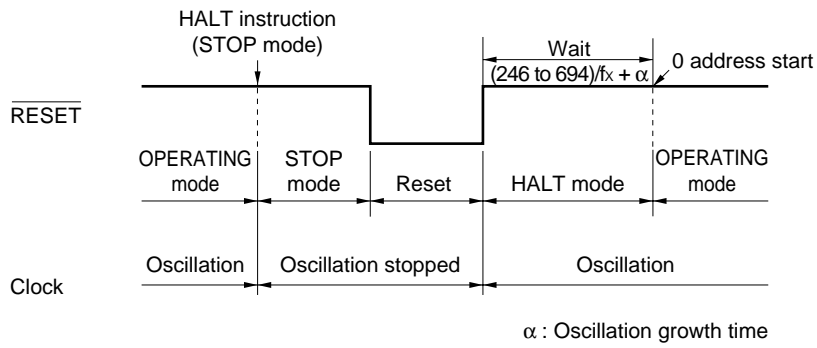 HALT instruction
(STOP mode)
Wait
(246 to 694)/fx + α
0 address start
RESET
OPERATING
mode
STOP
mode
Reset
HALT mode
OPERATING
mode
Oscillation
Oscillation stopped
Oscillation
Clock
α : Oscillation growth time